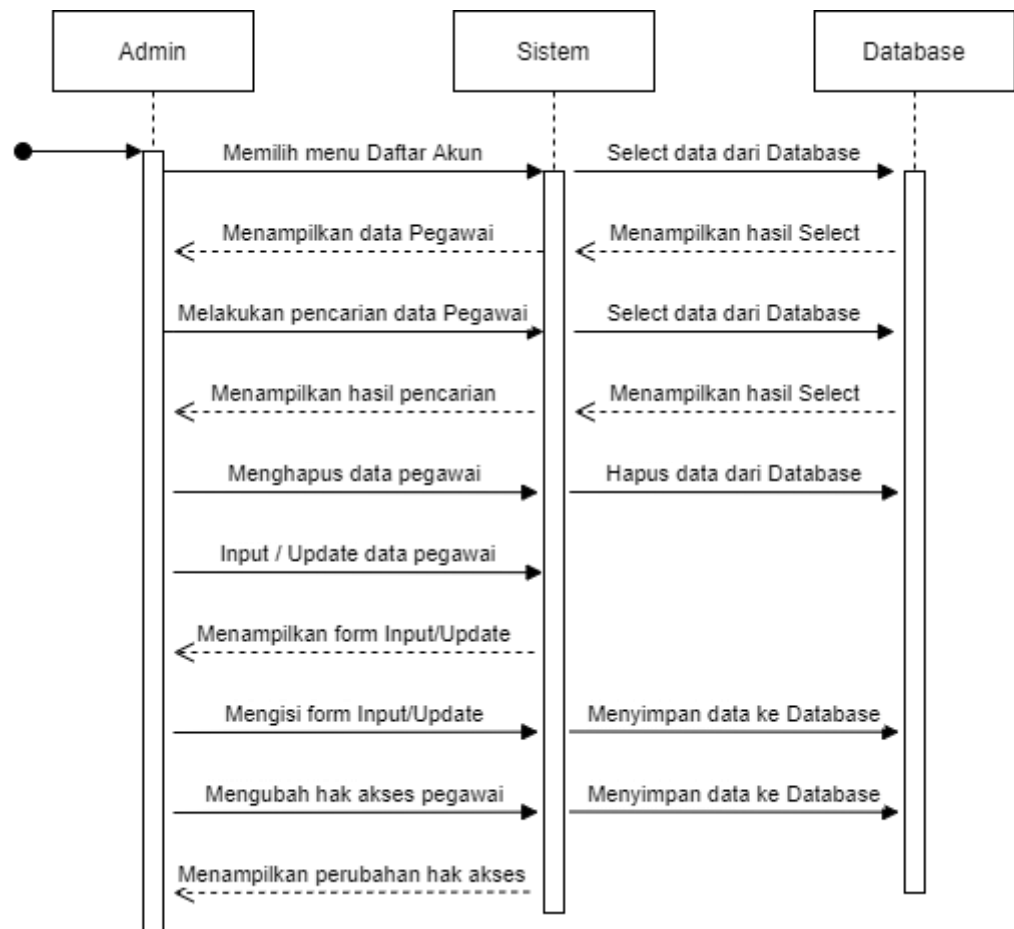 Admin
Sistem
Database
Memilih menu Daftar Akun
Select data dari Database
Menampilkan data Pegawai
Menampilkan hasil Select
Melakukan pencarian data Pegawai
Select data dari Database
Menampilkan hasil pencarian
Menampilkan hasil Select
Menghapus data pegawai
Hapus data dari Database
Input / Update data pegawai
Menampilkan form Input/Update
Mengisi form Input/Update
Menyimpan data ke Database
Mengubah hak akses pegawai
Menyimpan data ke Database
Menampilkan perubahan hak akses